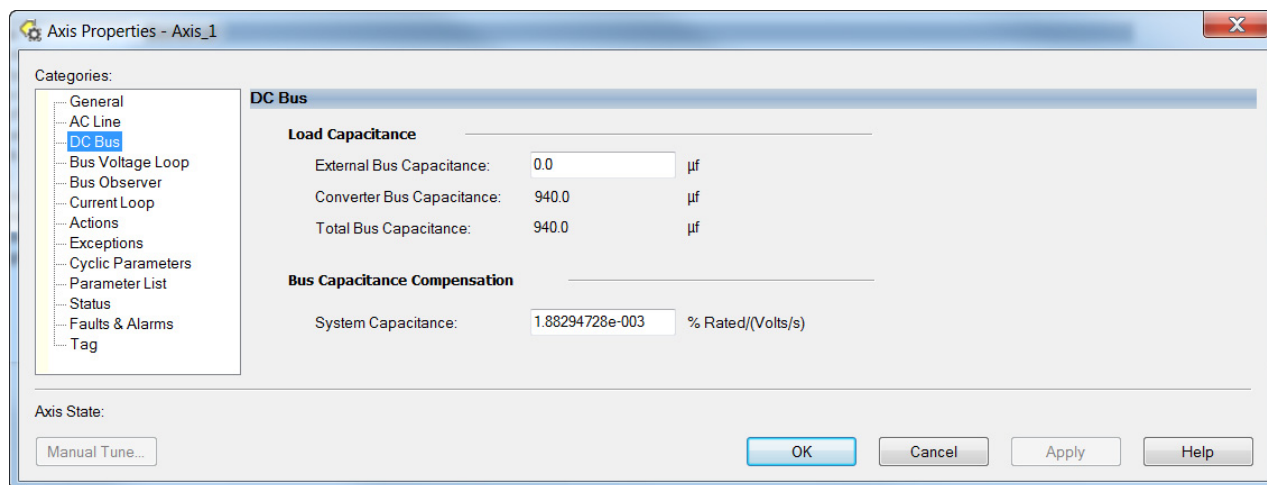 Axis Properties - Axis_1
X
Categories:
General
AC Line
DC Bus
Bus Voltage Loop
Bus Observer
Current Loop
Actions
Exceptions
Cyclic Parameters
Parameter List
Status
Faults & Alarms
Tag
DC Bus
Load Capacitance
External Bus Capacitance: 0.0 µf
Converter Bus Capacitance: 940.0 µf
Total Bus Capacitance: 940.0 µf
Bus Capacitance Compensation
System Capacitance: 1.88294728e-003 % Rated/(Volts/s)
Axis State:
Manual Tune... OK Cancel Apply Help